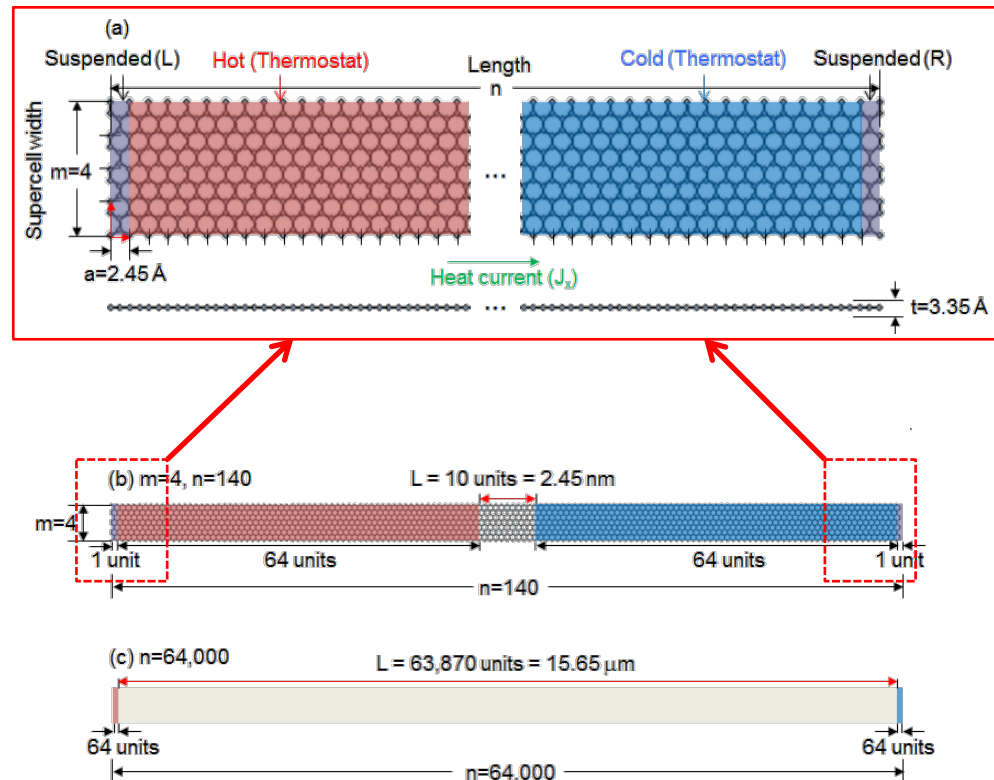 (a)
Suspended (L)
Hot (Thermostat)
Length
n
Cold (Thermostat)
Suspended (R)
Supercell width
m=4
...
a=2.45 Å
Heat current (Jx)
...
t=3.35 Å
(b) m=4, n=140
L = 10 units = 2.45 nm
m=4
1 unit
64 units
64 units
1 unit
n=140
(c) n=64,000
L = 63,870 units = 15.65 μm
64 units
64 units
n=64,000